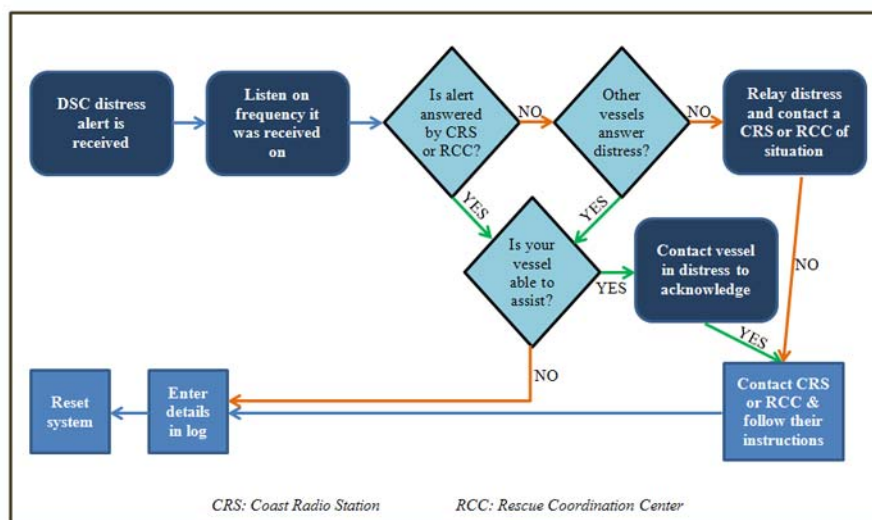 DSC distress
alert is
received
Listen on
frequency it
was received
on
Is alert
answered
by CRS
or RCC?
NO
Other
vessels
answer
distress?
NO
Relay distress
and contact a
CRS or RCC of
situation
YES
YES
Is your
vessel
able to
assist?
YES
Contact vessel
in distress to
acknowledge
NO
YES
NO
Reset
system
Enter
details
in log
Contact CRS
or RCC &
follow their
instructions
CRS: Coast Radio Station
RCC: Rescue Coordination Center